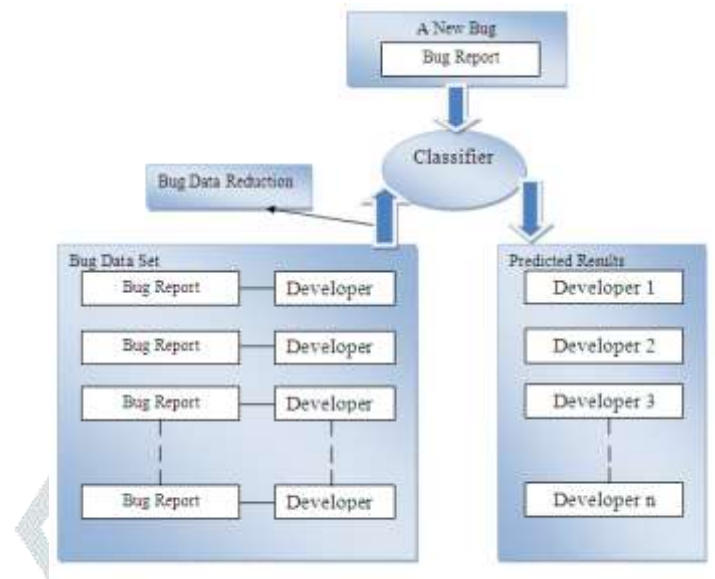 A New Bug
Bug Report
Classifier
Bug Data Reduction
Bug Data Set
Bug Report
Developer
Bug Report
Developer
Bug Report
Developer
Bug Report
Developer
Predicted Results
Developer 1
Developer 2
Developer 3
Developer n